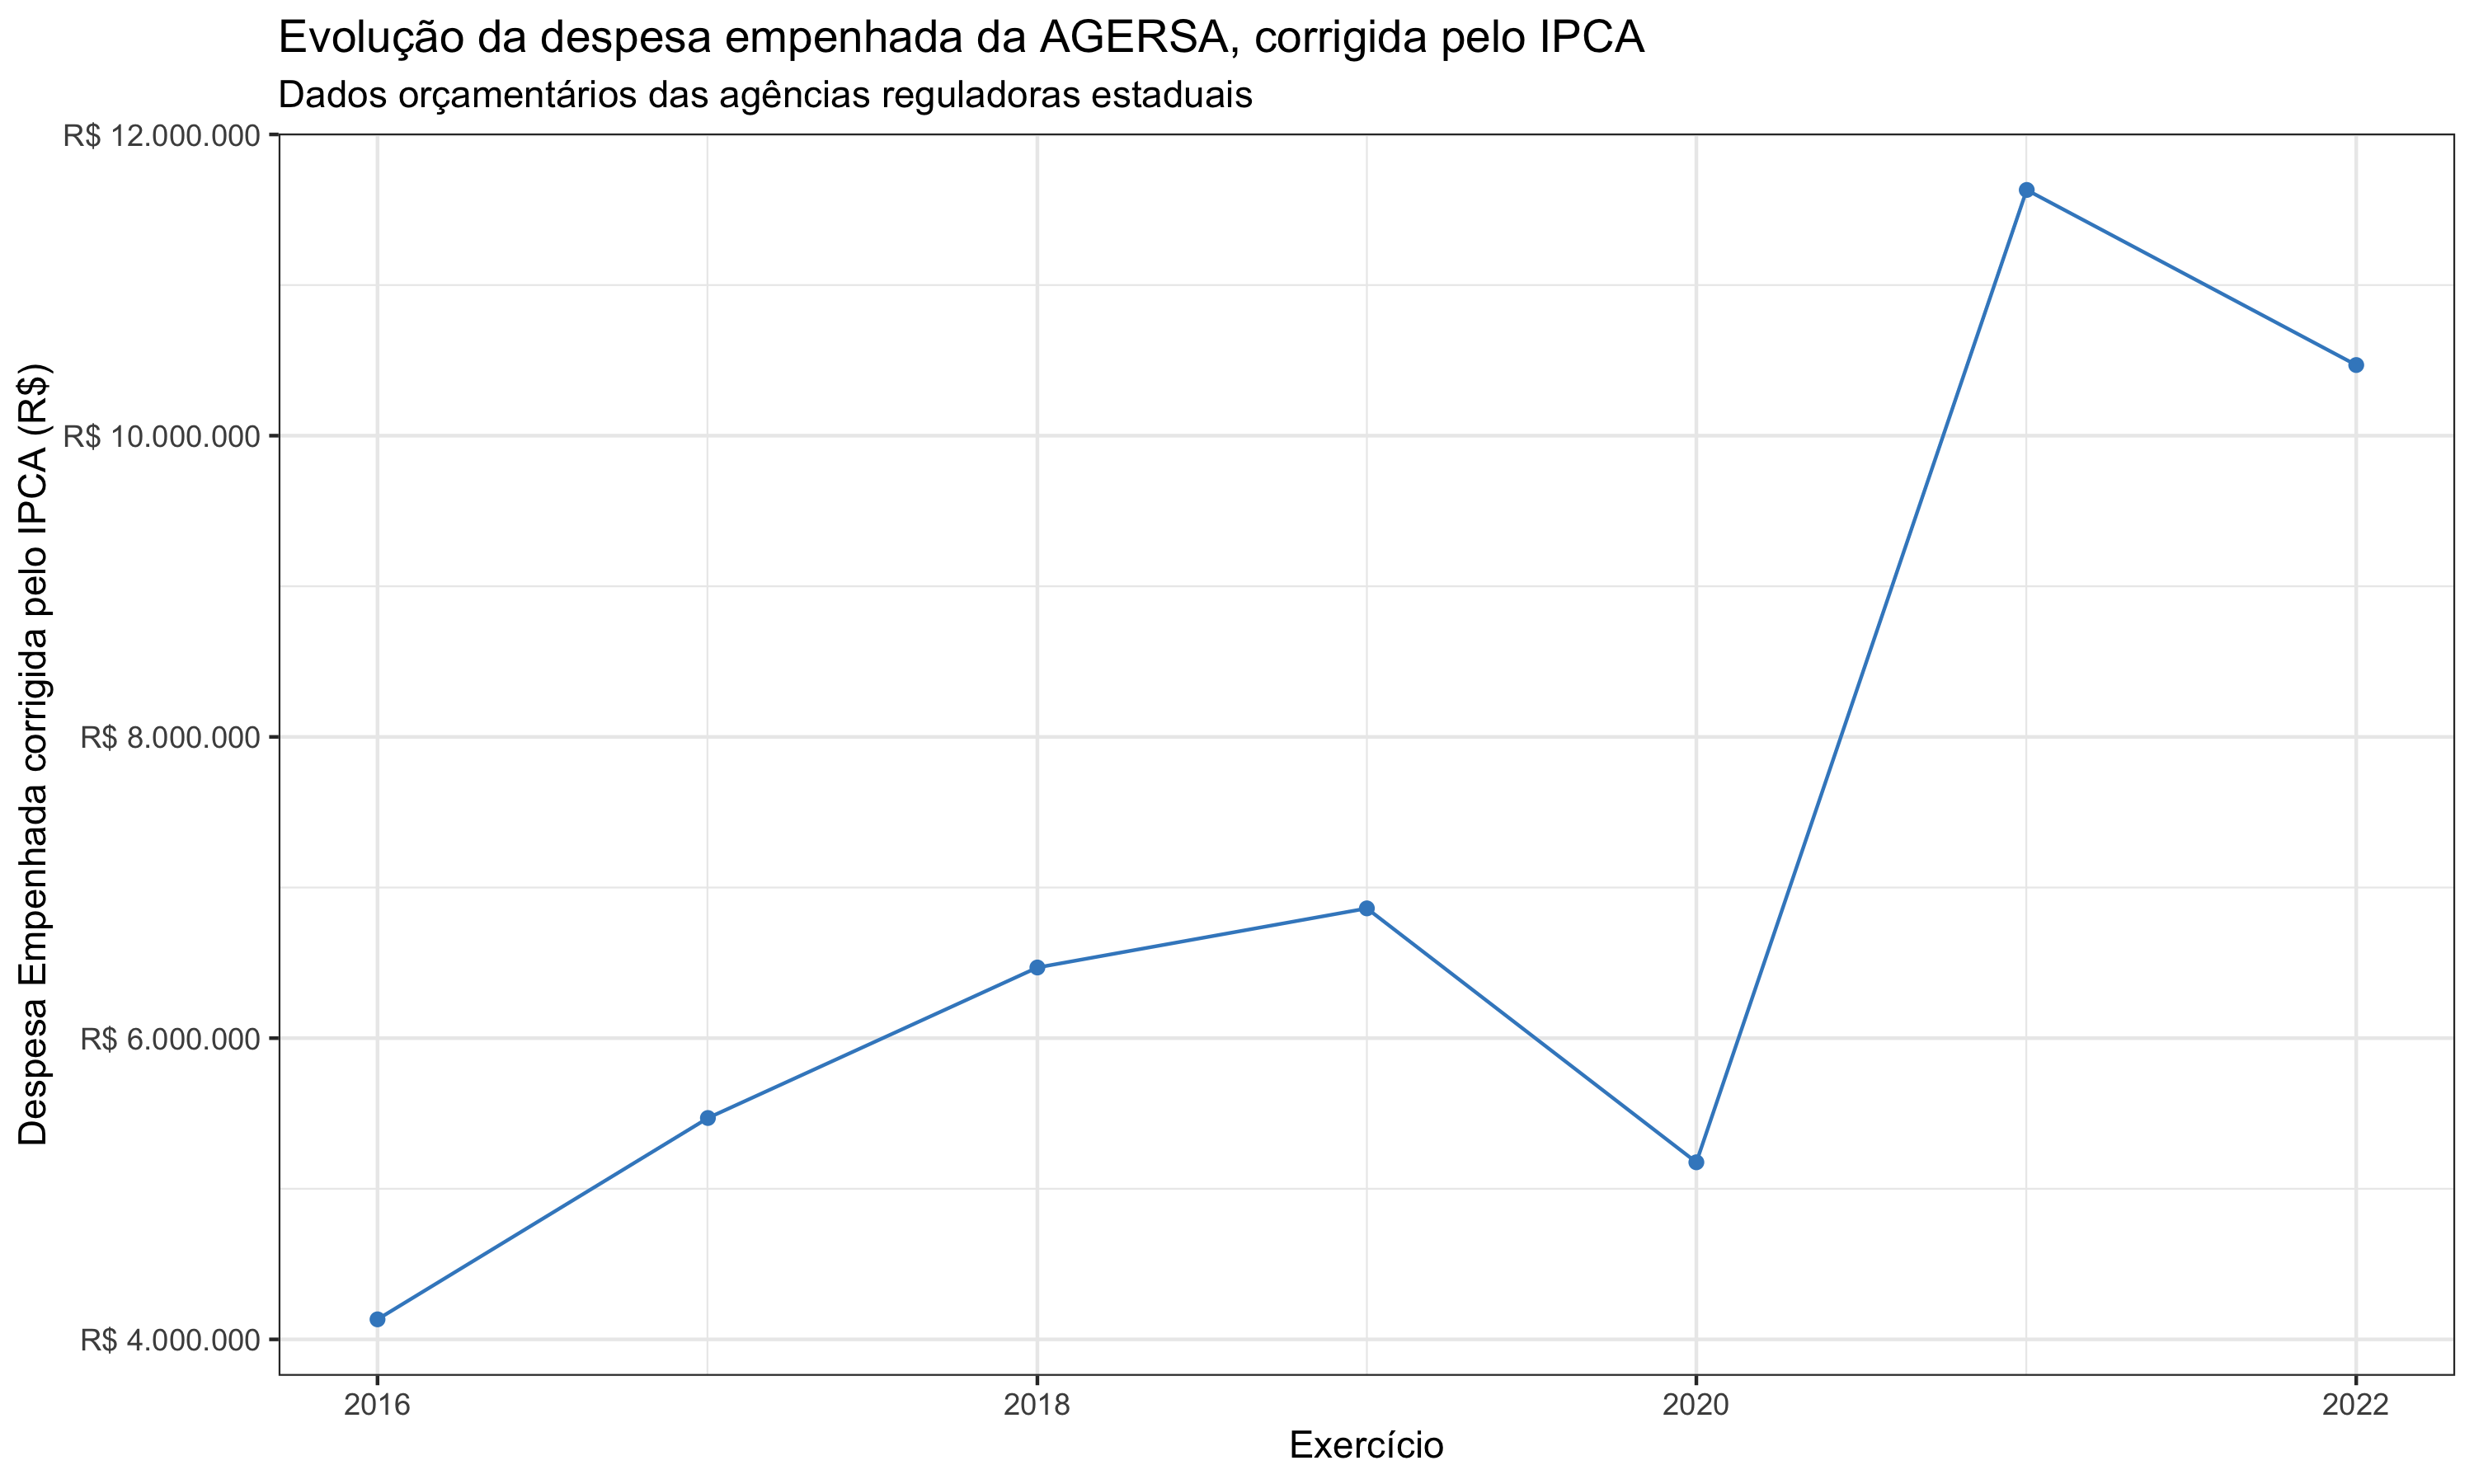 Evolução da despesa empenhada da AGERSA, corrigida pelo IPCA
Dados orçamentários das agências reguladoras estaduais
Despesa Empenhada corrigida pelo IPCA (R$)
R$ 12.000.000
R$ 10.000.000
R$ 8.000.000
R$ 6.000.000
R$ 4.000.000
2016
2018
2020
2022
Exercício